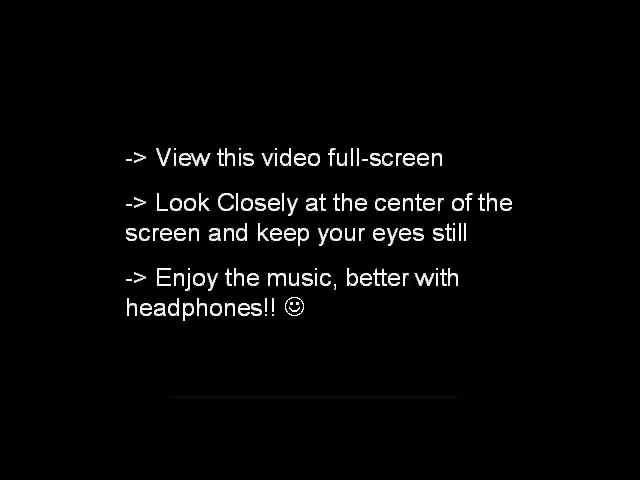 -> View this video full-screen
-> Look Closely at the center of the
screen and keep your eyes still
-> Enjoy the music, better with
headphones!! ☺